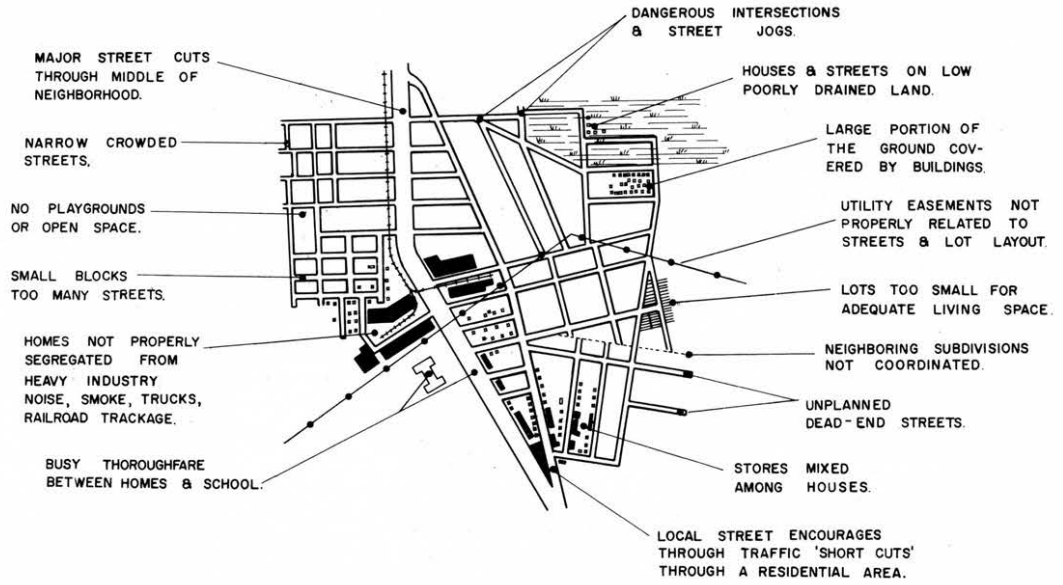 MAJOR STREET CUTS
THROUGH MIDDLE OF
NEIGHBORHOOD.
NARROW CROWDED
STREETS.
NO PLAYGROUNDS
OR OPEN SPACE.
SMALL BLOCKS
TOO MANY STREETS.
HOMES NOT PROPERLY
SEGREGATED FROM
HEAVY INDUSTRY
NOISE, SMOKE, TRUCKS,
RAILROAD TRACKAGE.
BUSY THOROUGHFARE
BETWEEN HOMES & SCHOOL.
DANGEROUS INTERSECTIONS
& STREET JOGS.
HOUSES & STREETS ON LOW
POORLY DRAINED LAND.
LARGE PORTION OF
THE GROUND COV-
ERED BY BUILDINGS.
UTILITY EASEMENTS NOT
PROPERLY RELATED TO
STREETS & LOT LAYOUT.
LOTS TOO SMALL FOR
ADEQUATE LIVING SPACE.
NEIGHBORING SUBDIVISIONS
NOT COORDINATED.
UNPLANNED
DEAD-END STREETS.
STORES MIXED
AMONG HOUSES.
LOCAL STREET ENCOURAGES
THROUGH TRAFFIC 'SHORT CUTS'
THROUGH A RESIDENTIAL AREA.